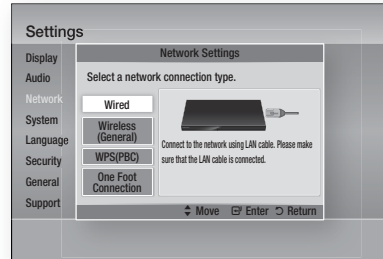 Settings
Display
Audio
Network
System
Language
Security
General
Support
Network Settings
Select a network connection type.
Wired
Wireless
(General)
WPS(PBC)
One Foot
Connection
Connect to the network using LAN cable. Please make
sure that the LAN cable is connected.
Move Enter Return